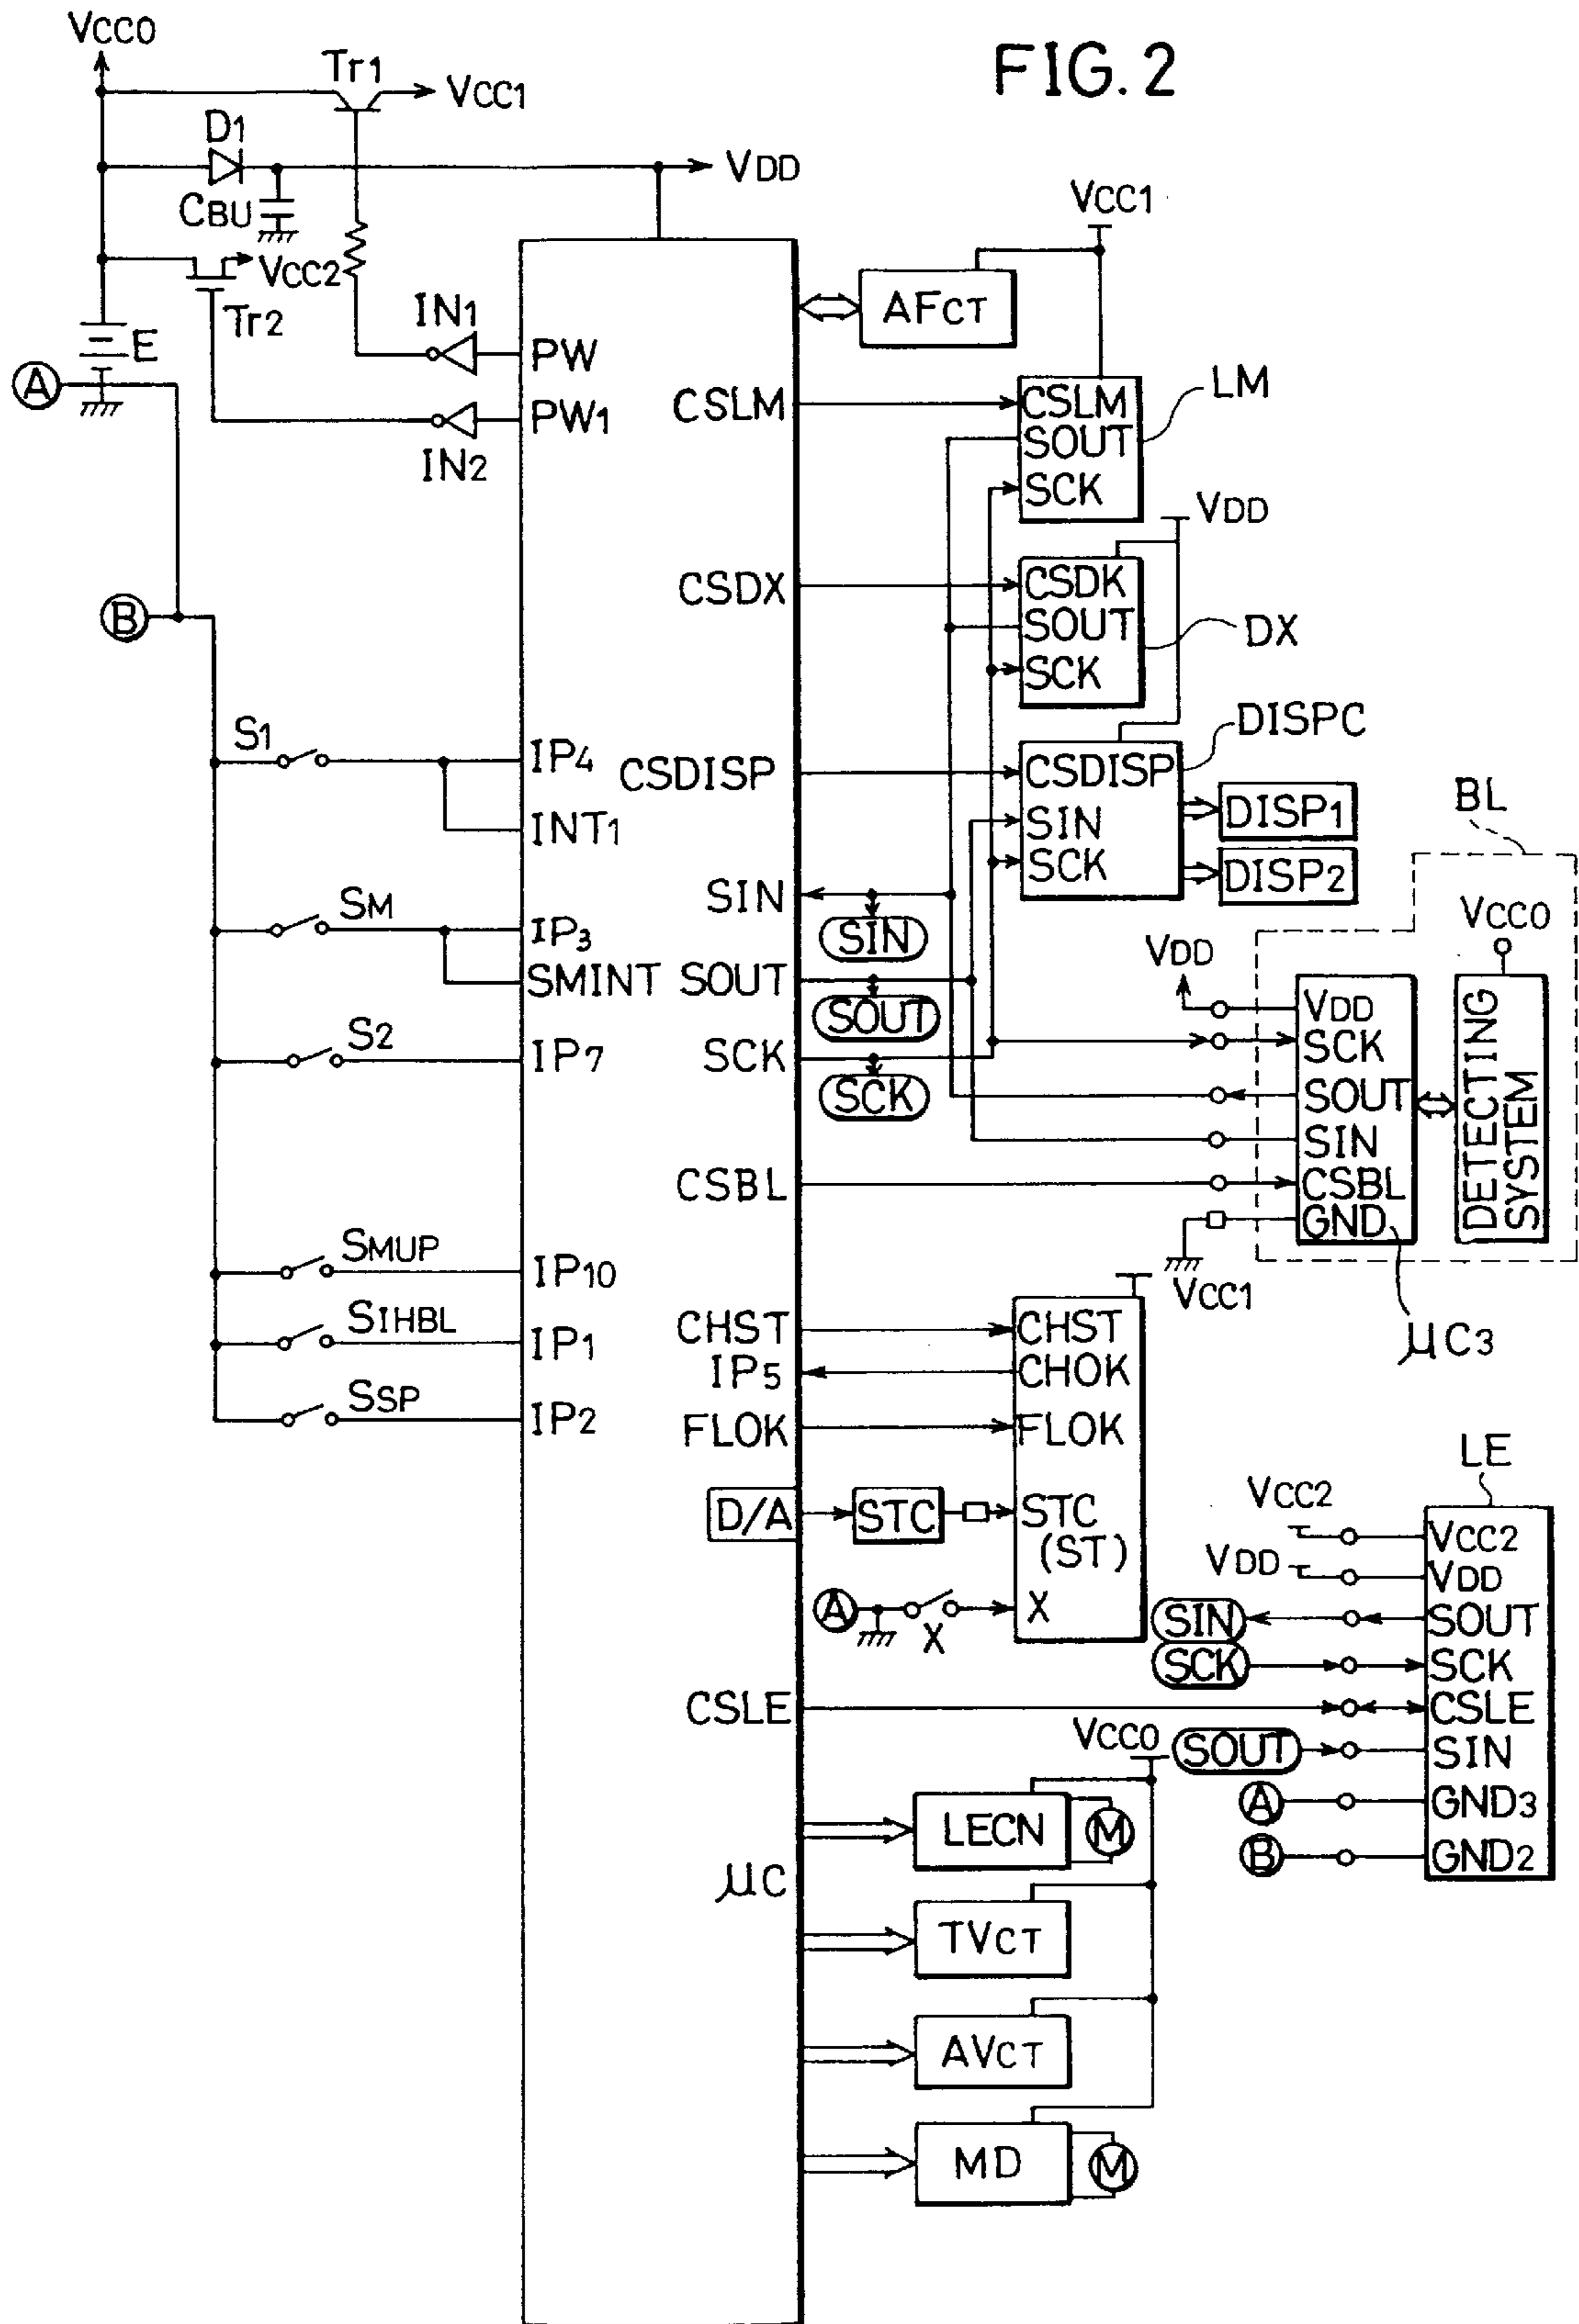 FIG. 2
VCC0
Tr1
VCC1
D1
VDD
CBU
VCC2
Tr2
E
A
IN1
PW
PW1
IN2
B
S1
IP4
INT1
SM
IP3
SMINT
S2
IP7
SMUP
IP10
SIHBL
IP1
SSP
IP2
CSLM
CSDX
CSDISP
SIN
SOUT
SCK
CSBL
CHST
IP5
FLOK
D/A
CSLE
μC
VCC1
AFCT
CSLM
SOUT
SCK
LM
VDD
CSDK
SOUT
SCK
DX
DISPC
CSDISP
SIN
SCK
DISP1
DISP2
SIN
SOUT
SCK
BL
VCC0
VDD
VDD
SCK
SOUT
SIN
CSBL
GND
DETECTING
SYSTEM
μC3
VCC1
CHST
CHOK
FLOK
STC
STC
(ST)
A
X
X
LE
VCC2
VCC2
VDD
VDD
SIN
SOUT
SCK
SCK
CSLE
SOUT
SIN
A
GND3
B
GND2
VCC0
LECN
M
TVCT
AVCT
MD
M